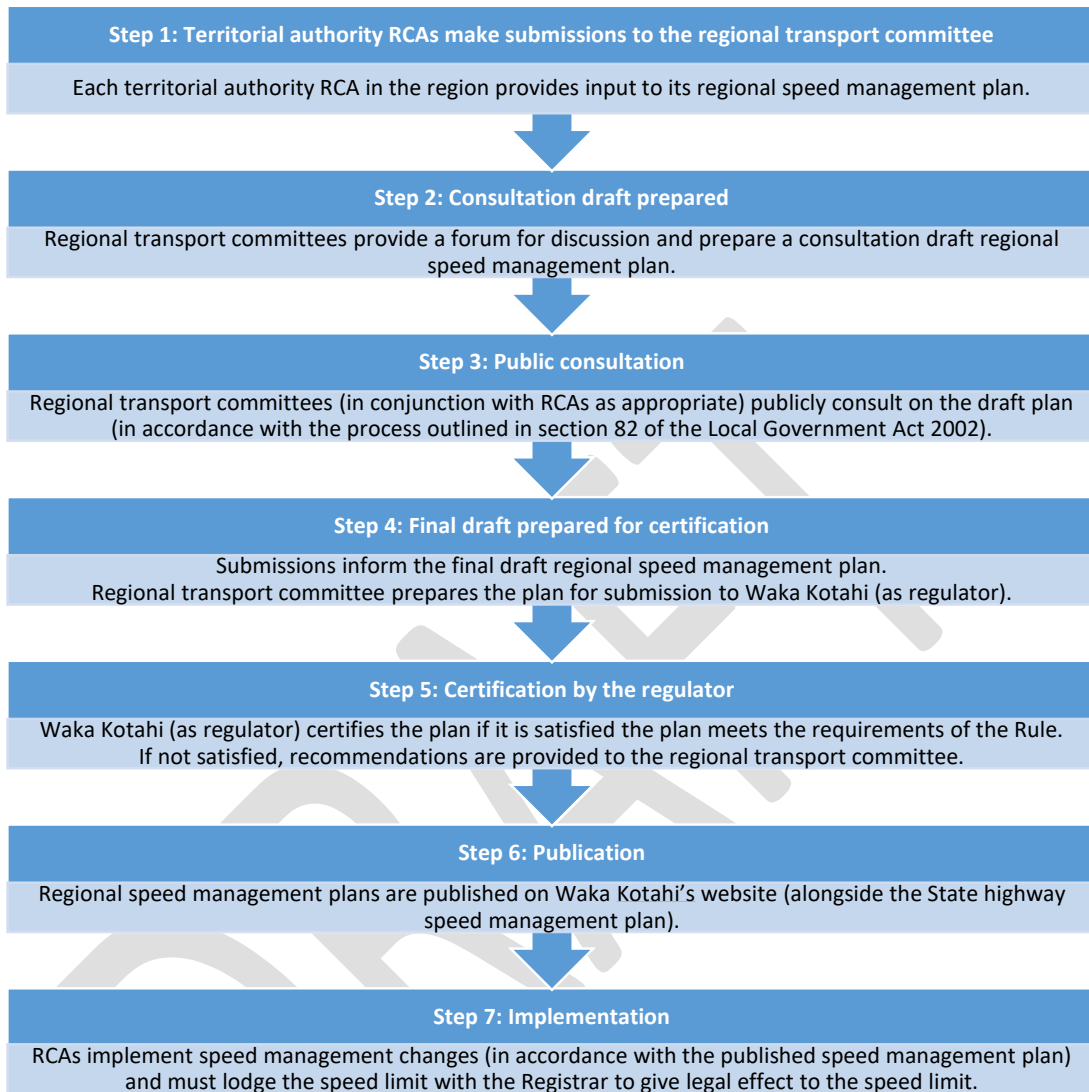 Step 1: Territorial authority RCAs make submissions to the regional transport committee
Each territorial authority RCA in the region provides input to its regional speed management plan.
Step 2: Consultation draft prepared
Regional transport committees provide a forum for discussion and prepare a consultation draft regional
speed management plan.
Step 3: Public consultation
Regional transport committees (in conjunction with RCAs as appropriate) publicly consult on the draft plan
(in accordance with the process outlined in section 82 of the Local Government Act 2002).
Step 4: Final draft prepared for certification
Submissions inform the final draft regional speed management plan.
Regional transport committee prepares the plan for submission to Waka Kotahi (as regulator).
Step 5: Certification by the regulator
Waka Kotahi (as regulator) certifies the plan if it is satisfied the plan meets the requirements of the Rule.
If not satisfied, recommendations are provided to the regional transport committee.
Step 6: Publication
Regional speed management plans are published on Waka Kotahi's website (alongside the State highway
speed management plan).
Step 7: Implementation
RCAs implement speed management changes (in accordance with the published speed management plan)
and must lodge the speed limit with the Registrar to give legal effect to the speed limit.
DRAFT